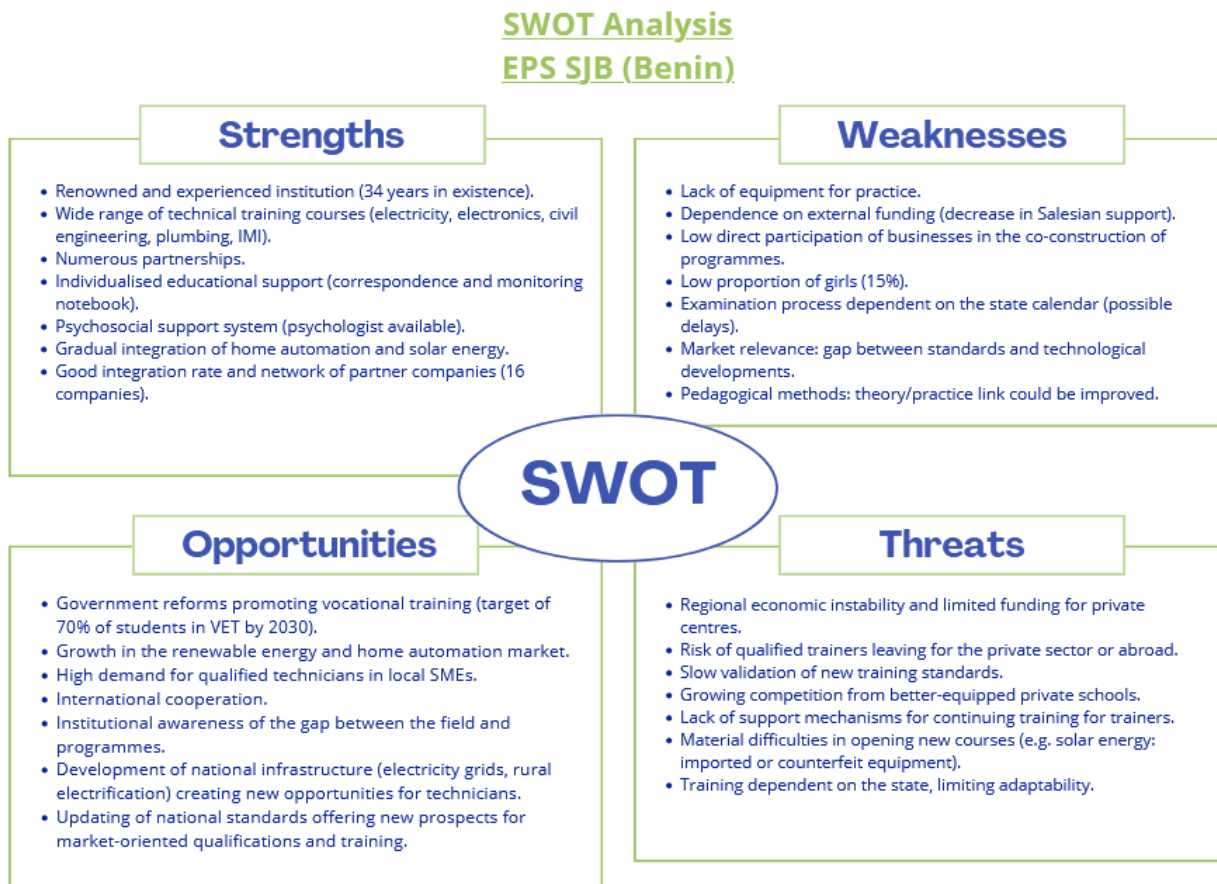 SWOT Analysis
EPS SJB (Benin)
Strengths
• Renowned and experienced institution (34 years in existence).
• Wide range of technical training courses (electricity, electronics, civil
engineering, plumbing, IMI).
• Numerous partnerships.
• Individualised educational support (correspondence and monitoring
notebook).
• Psychosocial support system (psychologist available).
• Gradual integration of home automation and solar energy.
• Good integration rate and network of partner companies (16
companies).
Weaknesses
• Lack of equipment for practice.
• Dependence on external funding (decrease in Salesian support).
• Low direct participation of businesses in the co-construction of
programmes.
• Low proportion of girls (15%).
• Examination process dependent on the state calendar (possible
delays).
• Market relevance: gap between standards and technological
developments.
• Pedagogical methods: theory/practice link could be improved.
SWOT
Opportunities
• Government reforms promoting vocational training (target of
70% of students in VET by 2030).
• Growth in the renewable energy and home automation market.
• High demand for qualified technicians in local SMEs.
• International cooperation.
• Institutional awareness of the gap between the field and
programmes.
• Development of national infrastructure (electricity grids, rural
electrification) creating new opportunities for technicians.
• Updating of national standards offering new prospects for
market-oriented qualifications and training.
Threats
• Regional economic instability and limited funding for private
centres.
• Risk of qualified trainers leaving for the private sector or abroad.
• Slow validation of new training standards.
• Growing competition from better-equipped private schools.
• Lack of support mechanisms for continuing training for trainers.
• Material difficulties in opening new courses (e.g. solar energy:
imported or counterfeit equipment).
• Training dependent on the state, limiting adaptability.